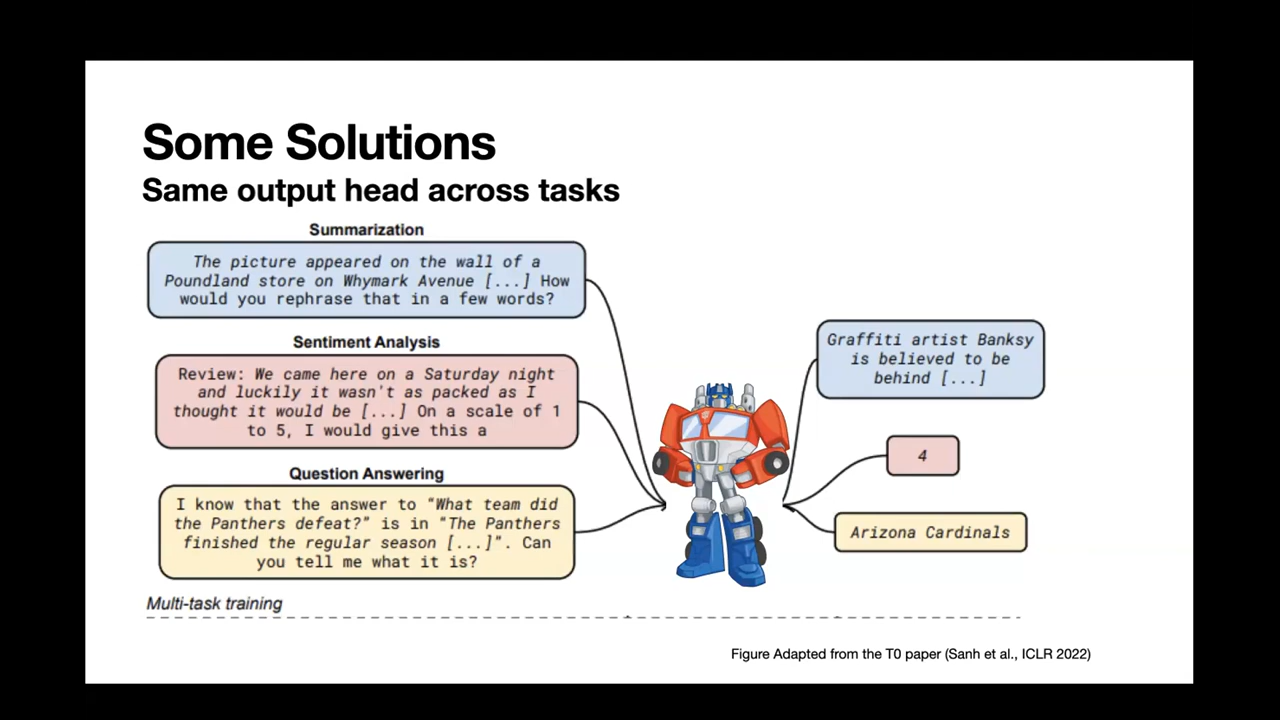 Some Solutions
Same output head across tasks
Summarization
The picture appeared on the wall of a
Poundland store on Whymark Avenue [...] How
would you rephrase that in a few words?
Sentiment Analysis
Review: We came here on a Saturday night
and luckily it wasn't as packed as I
thought it would be [...] On a scale of 1
to 5, I would give this a
Question Answering
I know that the answer to "What team did
the Panthers defeat?" is in "The Panthers
finished the regular season [...]". Can
you tell me what it is?
Multi-task training
Graffiti artist Banksy
is believed to be
behind [...]
4
Arizona Cardinals
Figure Adapted from the T0 paper (Sanh et al., ICLR 2022)